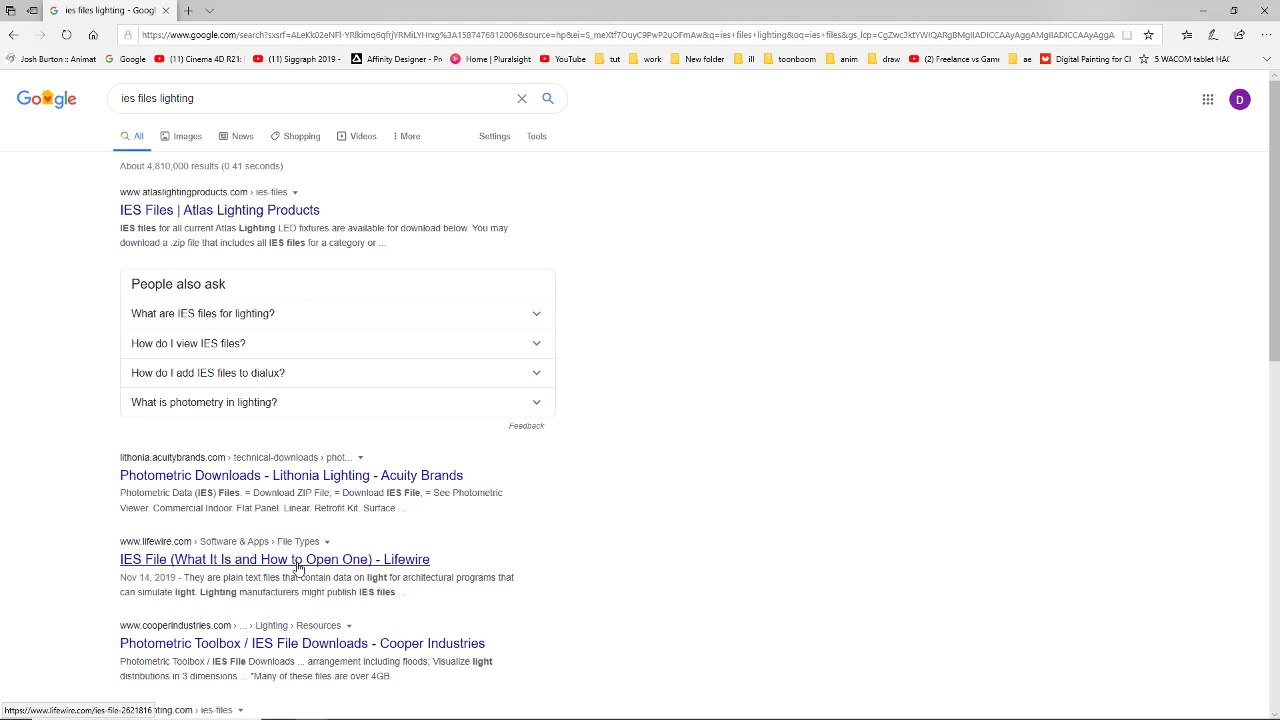 ies files lighting - Googl
https://www.google.com/search?sxsrf=ALeKk02eNFl-YRlkimq6qfrjYRMiLYHnxg%3A1587476812006&source=hp&ei=S_meXtf7OuyC9PwP2uOFmAw&q=ies+files+lighting&oq=ies+files&gs_lcp=CgZwc3ktYWIQARgBMgIIADICCAAyAggAMgIIADICCAAyAggA
Josh Burton :: Animat
Google
(11) Cinema 4D R21:
(11) Siggraph 2019 -
Affinity Designer - Pr
Home | Pluralsight
YouTube
tut
work
New folder
ill
toonboom
anim
draw
(2) Freelance vs Game
ae
Digital Painting for Cl
5 WACOM tablet HAC
Google
ies files lighting
D
All
Images
News
Shopping
Videos
More
Settings
Tools
About 4,810,000 results (0.41 seconds)
www.atlaslightingproducts.com › ies-files
IES Files | Atlas Lighting Products
IES files for all current Atlas Lighting LED fixtures are available for download below. You may
download a .zip file that includes all IES files for a category or ...
People also ask
What are IES files for lighting?
How do I view IES files?
How do I add IES files to dialux?
What is photometry in lighting?
Feedback
lithonia.acuitybrands.com › technical-downloads › phot...
Photometric Downloads - Lithonia Lighting - Acuity Brands
Photometric Data (IES) Files. = Download ZIP File; = Download IES File, = See Photometric
Viewer. Commercial Indoor. Flat Panel. Linear. Retrofit Kit. Surface ...
www.lifewire.com › Software & Apps › File Types
IES File (What It Is and How to Open One) - Lifewire
Nov 14, 2019 - They are plain text files that contain data on light for architectural programs that
can simulate light. Lighting manufacturers might publish IES files ...
www.cooperindustries.com › ... › Lighting › Resources
Photometric Toolbox / IES File Downloads - Cooper Industries
Photometric Toolbox / IES File Downloads ... arrangement including floods; Visualize light
distributions in 3 dimensions ... *Many of these files are over 4GB.
https://www.lifewire.com/ies-file-2621816
nting.com › ies-files